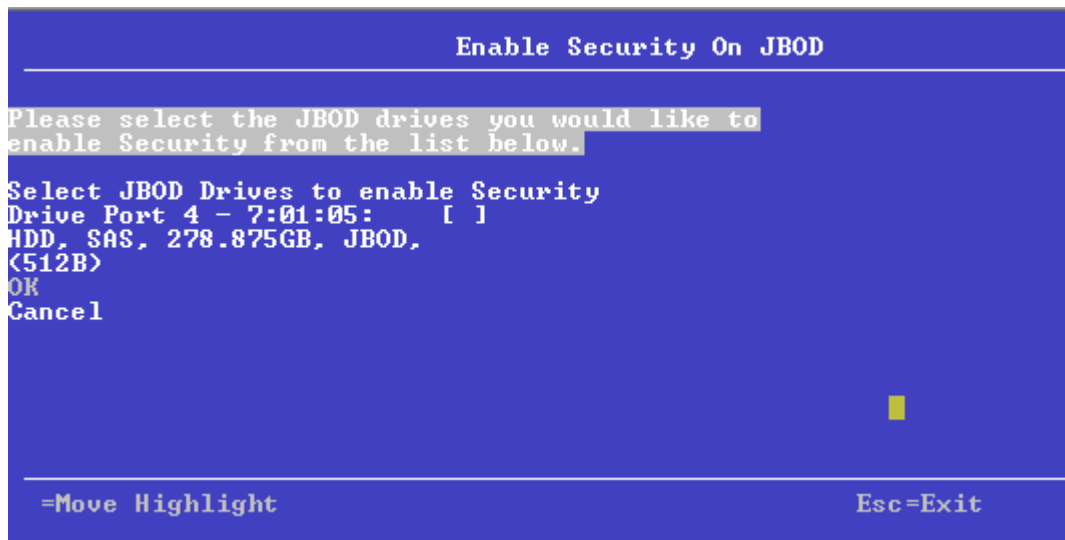 Enable Security On JBOD
Please select the JBOD drives you would like to
enable Security from the list below.
Select JBOD Drives to enable Security
Drive Port 4 - 7:01:05: [ ]
HDD, SAS, 278.875GB, JBOD,
(512B)
OK
Cancel
=Move Highlight Esc=Exit